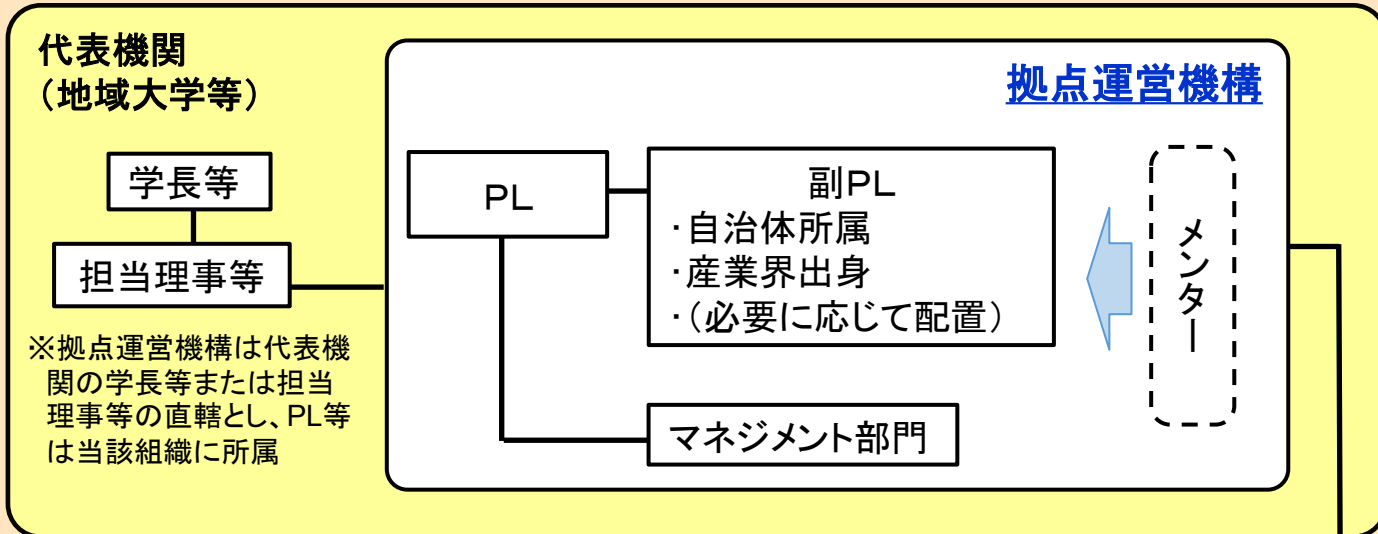 代表機関
（地域大学等）
拠点運営機構
学長等
担当理事等
※拠点運営機構は代表機
関の学長等または担当
理事等の直轄とし、PL等
は当該組織に所属
ＰＬ
副ＰＬ
・自治体所属
・産業界出身
・（必要に応じて配置）
マネジメント部門
メンター